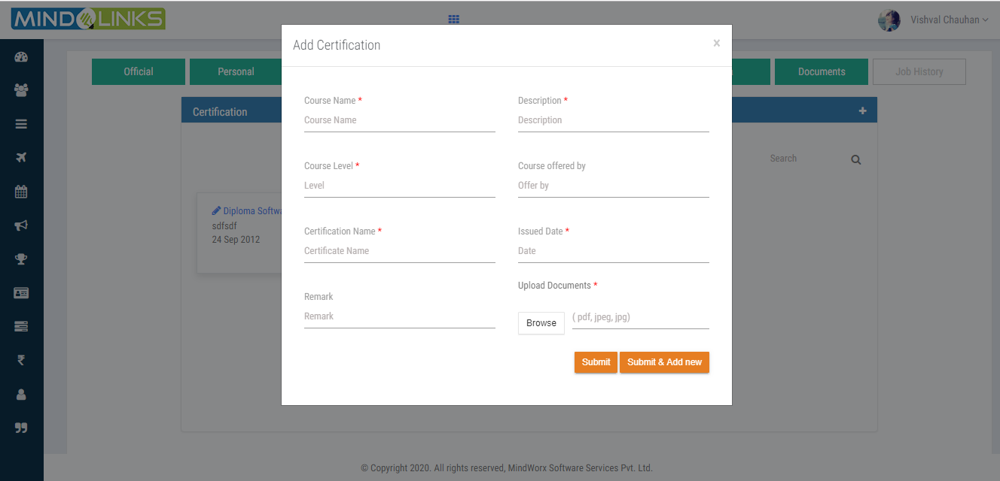 MINDLINKS
Vishval Chauhan
Official
Personal
Documents
Job History
Certification
+
Search
Diploma Softwa
sdfsdf
24 Sep 2012
Add Certification
×
Course Name *
Course Name
Description *
Description
Course Level *
Level
Course offered by
Offer by
Certification Name *
Certificate Name
Issued Date *
Date
Remark
Remark
Upload Documents *
Browse
( pdf, jpeg, jpg)
Submit
Submit & Add new
© Copyright 2020. All rights reserved, MindWorx Software Services Pvt. Ltd.